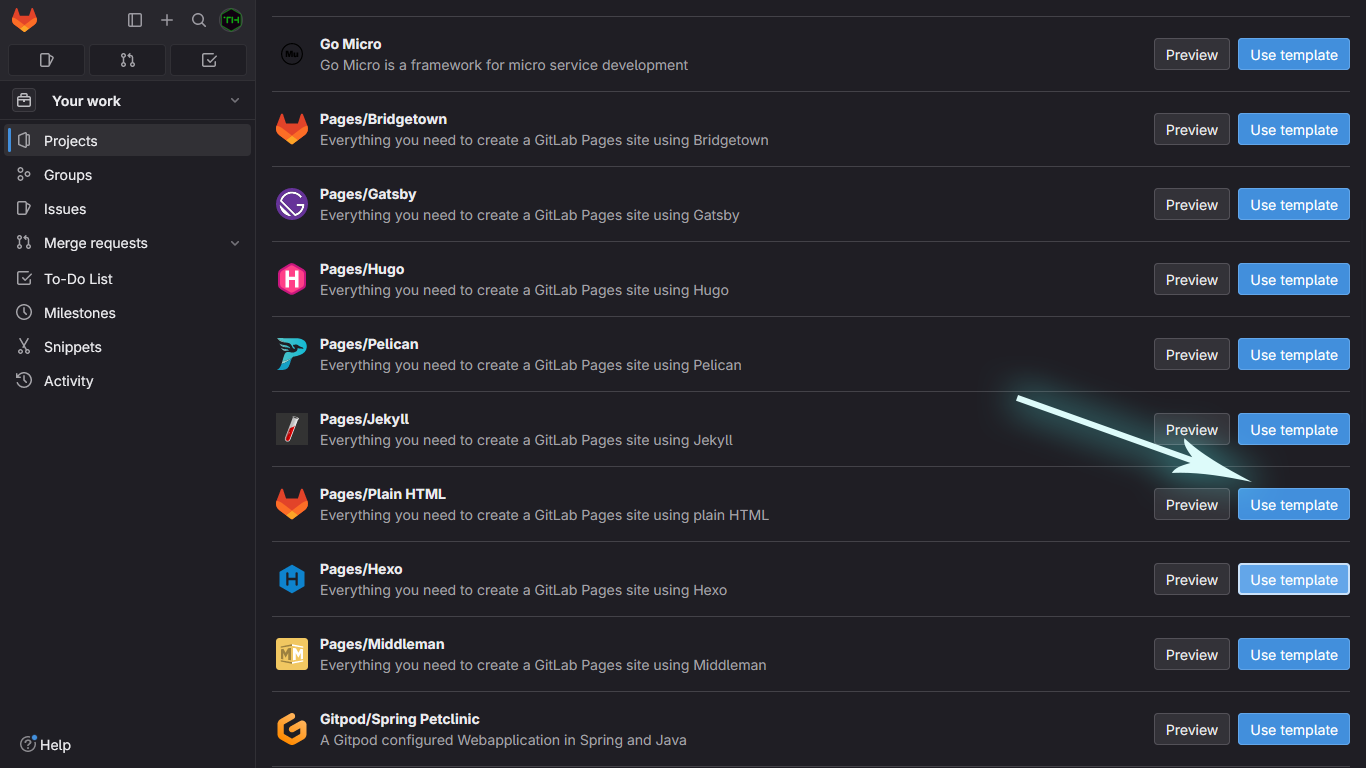 TH
Your work
Projects
Groups
Issues
Merge requests
To-Do List
Milestones
Snippets
Activity
Help
Mu
Go Micro
Go Micro is a framework for micro service development
Preview
Use template
Pages/Bridgetown
Everything you need to create a GitLab Pages site using Bridgetown
Preview
Use template
Pages/Gatsby
Everything you need to create a GitLab Pages site using Gatsby
Preview
Use template
H
Pages/Hugo
Everything you need to create a GitLab Pages site using Hugo
Preview
Use template
Pages/Pelican
Everything you need to create a GitLab Pages site using Pelican
Preview
Use template
Pages/Jekyll
Everything you need to create a GitLab Pages site using Jekyll
Preview
Use template
Pages/Plain HTML
Everything you need to create a GitLab Pages site using plain HTML
Preview
Use template
H
Pages/Hexo
Everything you need to create a GitLab Pages site using Hexo
Preview
Use template
MM
Pages/Middleman
Everything you need to create a GitLab Pages site using Middleman
Preview
Use template
Gitpod/Spring Petclinic
A Gitpod configured Webapplication in Spring and Java
Preview
Use template